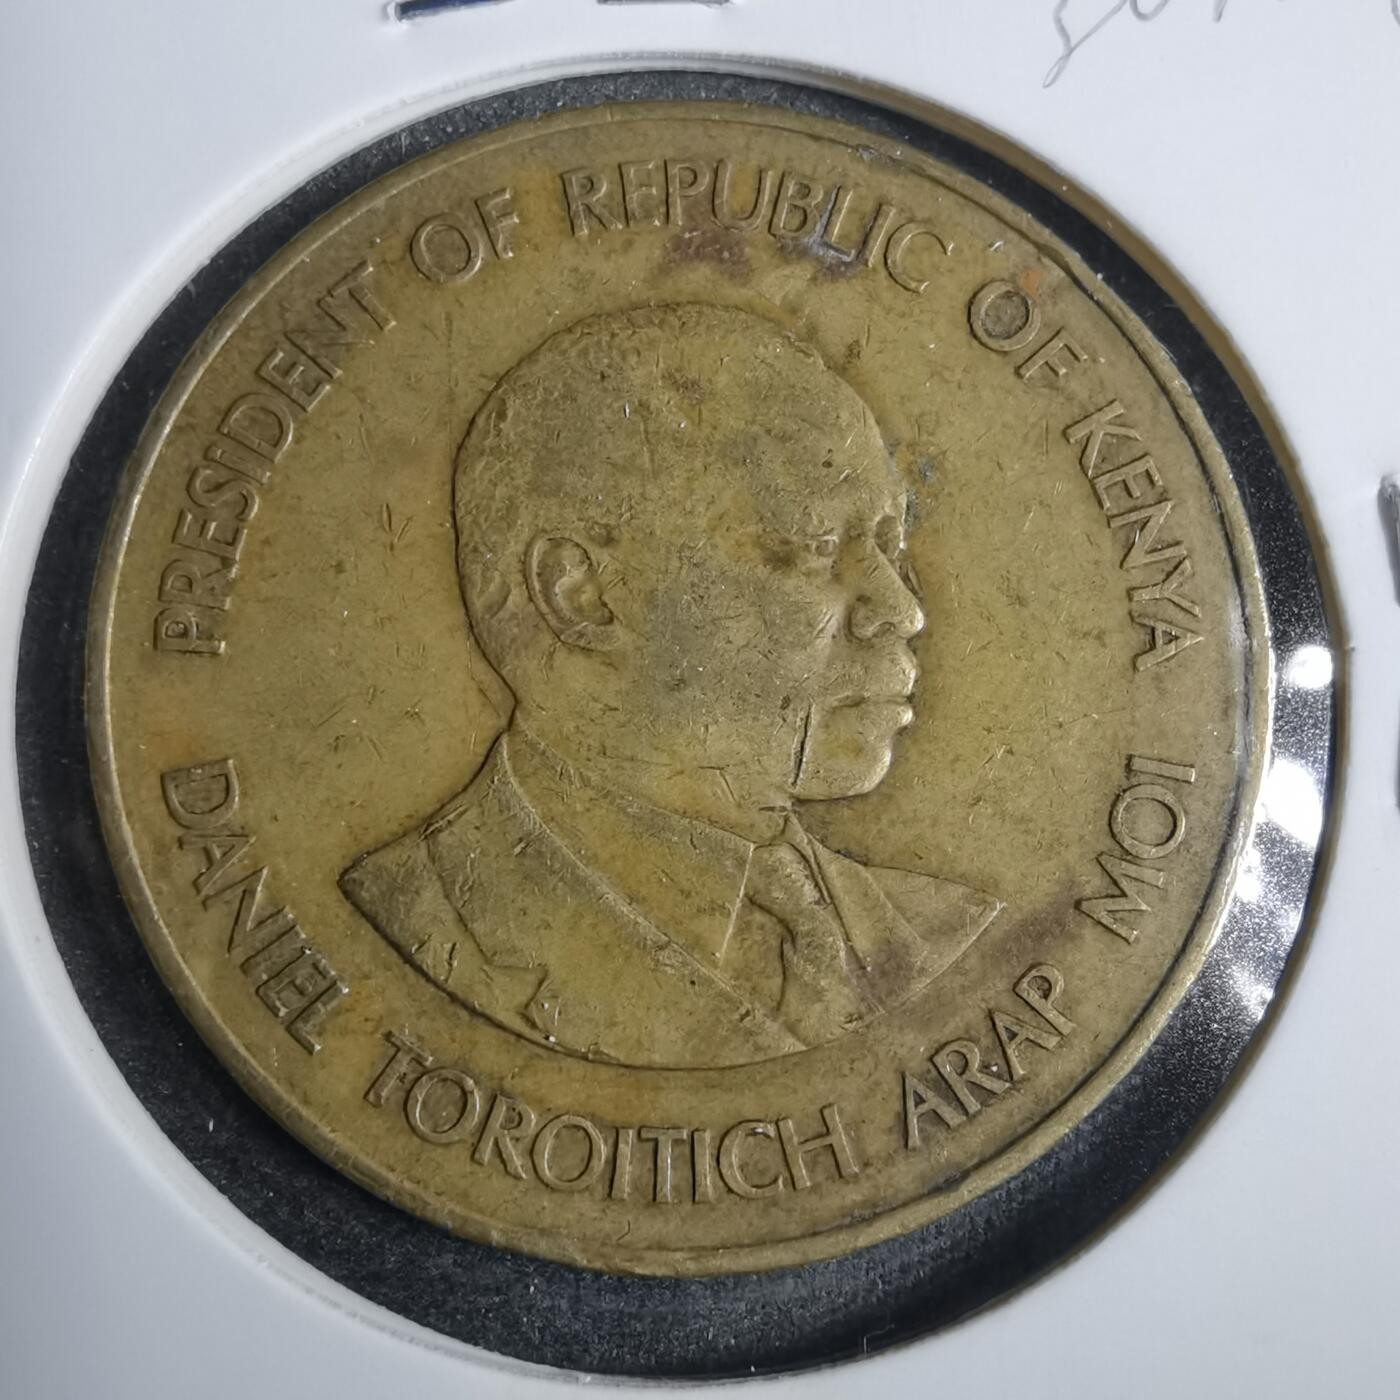 PRESIDENT OF REPUBLIC OF KENYA
DANIEL TOROITICH ARAP MOI